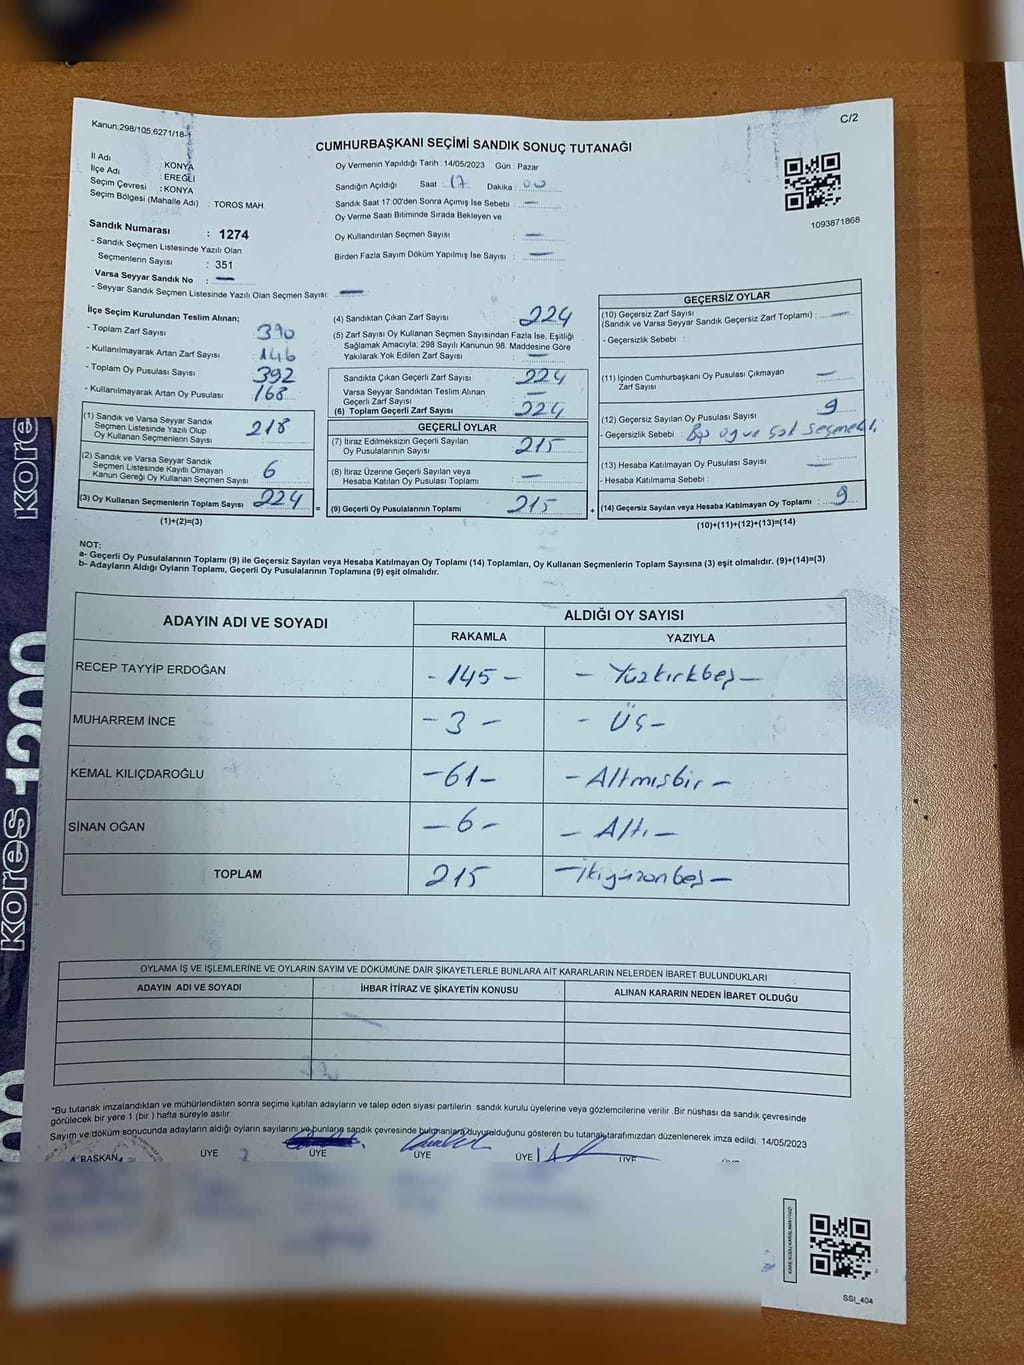 Kanun:298/105,6271/18-1
C/2
CUMHURBAŞKANI SEÇİMİ SANDIK SONUÇ TUTANAĞI
İl Adı : KONYA
İlçe Adı : EREĞLİ
Seçim Çevresi : KONYA
Seçim Bölgesi (Mahalle Adı) : TOROS MAH
Sandık Numarası : 1274
- Sandık Seçmen Listesinde Yazılı Olan
Seçmenlerin Sayısı : 351
Varsa Seyyar Sandık No : —
- Seyyar Sandık Seçmen Listesinde Yazılı Olan Seçmen Sayısı: —
Oy Vermenin Yapıldığı Tarih : 14/05/2023 Gün : Pazar
Sandığın Açıldığı Saat : 17 Dakika : 00
Sandık Saat 17:00'den Sonra Açımış İse Sebebi : —
Oy Verme Saati Bitiminde Sırada Bekleyen ve
Oy Kullandırılan Seçmen Sayısı : —
Birden Fazla Sayım Döküm Yapılmış İse Sayısı : —
1093871868
İlçe Seçim Kurulundan Teslim Alınan;
- Toplam Zarf Sayısı : 390
- Kullanılmayarak Artan Zarf Sayısı : 146
- Toplam Oy Pusulası Sayısı : 392
- Kullanılmayarak Artan Oy Pusulası : 168
(1) Sandık ve Varsa Seyyar Sandık
Seçmen Listesinde Yazılı Olup
Oy Kullanan Seçmenlerin Sayısı 218
(2) Sandık ve Varsa Seyyar Sandık
Seçmen Listesinde Kayıtlı Olmayan
Kanun Gereği Oy Kullanan Seçmen Sayısı 6
(3) Oy Kullanan Seçmenlerin Toplam Sayısı 224
(1)+(2)=(3)
(4) Sandıktan Çıkan Zarf Sayısı : 224
(5) Zarf Sayısı Oy Kullanan Seçmen Sayısından Fazla İse, Eşitliği
Sağlamak Amacıyla; 298 Sayılı Kanunun 98. Maddesine Göre
Yakılarak Yok Edilen Zarf Sayısı : —
Sandıkta Çıkan Geçerli Zarf Sayısı : 224
Varsa Seyyar Sandıktan Teslim Alınan
Geçerli Zarf Sayısı : —
(6) Toplam Geçerli Zarf Sayısı 224
GEÇERLİ OYLAR
(7) İtiraz Edilmeksizin Geçerli Sayılan
Oy Pusulalarının Sayısı : 215
(8) İtiraz Üzerine Geçerli Sayılan veya
Hesaba Katılan Oy Pusulası Toplamı : —
= (9) Geçerli Oy Pusulalarının Toplamı 215 +
GEÇERSİZ OYLAR
(10) Geçersiz Zarf Sayısı
(Sandık ve Varsa Seyyar Sandık Geçersiz Zarf Toplamı) : —
- Geçersizlik Sebebi :
(11) İçinden Cumhurbaşkanı Oy Pusulası Çıkmayan
Zarf Sayısı : —
(12) Geçersiz Sayılan Oy Pusulası Sayısı : 9
- Geçersizlik Sebebi :
(13) Hesaba Katılmayan Oy Pusulası Sayısı : —
- Hesaba Katılmama Sebebi :
(14) Geçersiz Sayılan veya Hesaba Katılmayan Oy Toplamı : 9
(10)+(11)+(12)+(13)=(14)
NOT:
a- Geçerli Oy Pusulalarının Toplamı (9) ile Geçersiz Sayılan veya Hesaba Katılmayan Oy Toplamı (14) Toplamları, Oy Kullanan Seçmenlerin Toplam Sayısına (3) eşit olmalıdır. (9)+(14)=(3)
b- Adayların Aldığı Oyların Toplamı, Geçerli Oy Pusulalarının Toplamına (9) eşit olmalıdır.
ADAYIN ADI VE SOYADI ALDIĞI OY SAYISI
RAKAMLA YAZIYLA
RECEP TAYYİP ERDOĞAN - 145 - - Yüzkırkbeş -
MUHARREM İNCE - 3 - - Üç -
KEMAL KILIÇDAROĞLU - 61 - - Altmışbir -
SİNAN OĞAN - 6 - - Altı -
TOPLAM 215 - İkiyüzonbeş -
OYLAMA İŞ VE İŞLEMLERİNE VE OYLARIN SAYIM VE DÖKÜMÜNE DAİR ŞİKAYETLERLE BUNLARA AİT KARARLARIN NELERDEN İBARET BULUNDUKLARI
ADAYIN ADI VE SOYADI İHBAR İTİRAZ VE ŞİKAYETİN KONUSU ALINAN KARARIN NEDEN İBARET OLDUĞU
*Bu tutanak imzalandıktan ve mühürlendikten sonra seçime katılan adayların ve talep eden siyasi partilerin sandık kurulu üyelerine veya gözlemcilerine verilir .Bir nüshası da sandık çevresinde
görülecek bir yere 1 (bir ) hafta süreyle asılır.
Sayım ve döküm sonucunda adayların aldığı oyların sayılarını ve bunların sandık çevresinde bulunanlara duyurulduğunu gösteren bu tutanak tarafımızdan düzenlenerek imza edildi. 14/05/2023
BAŞKAN ÜYE ÜYE ÜYE ÜYE ÜYE
SSI_404
kores 1200
kore